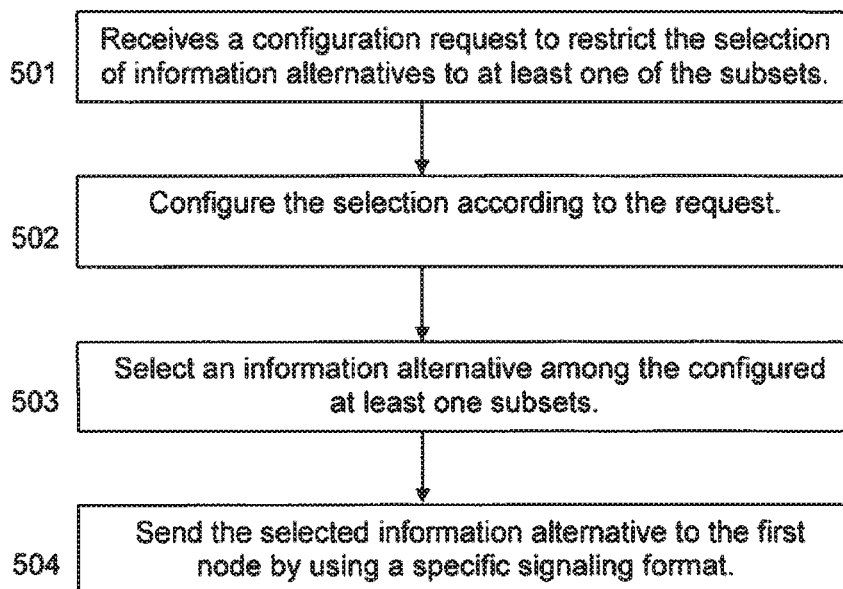 Receives a configuration request to restrict the selection
501 of information alternatives to at least one of the subsets.
Configure the selection according to the request.
502
Select an information alternative among the configured
503 at least one subsets.
Send the selected information alternative to the first
504 node by using a specific signaling format.